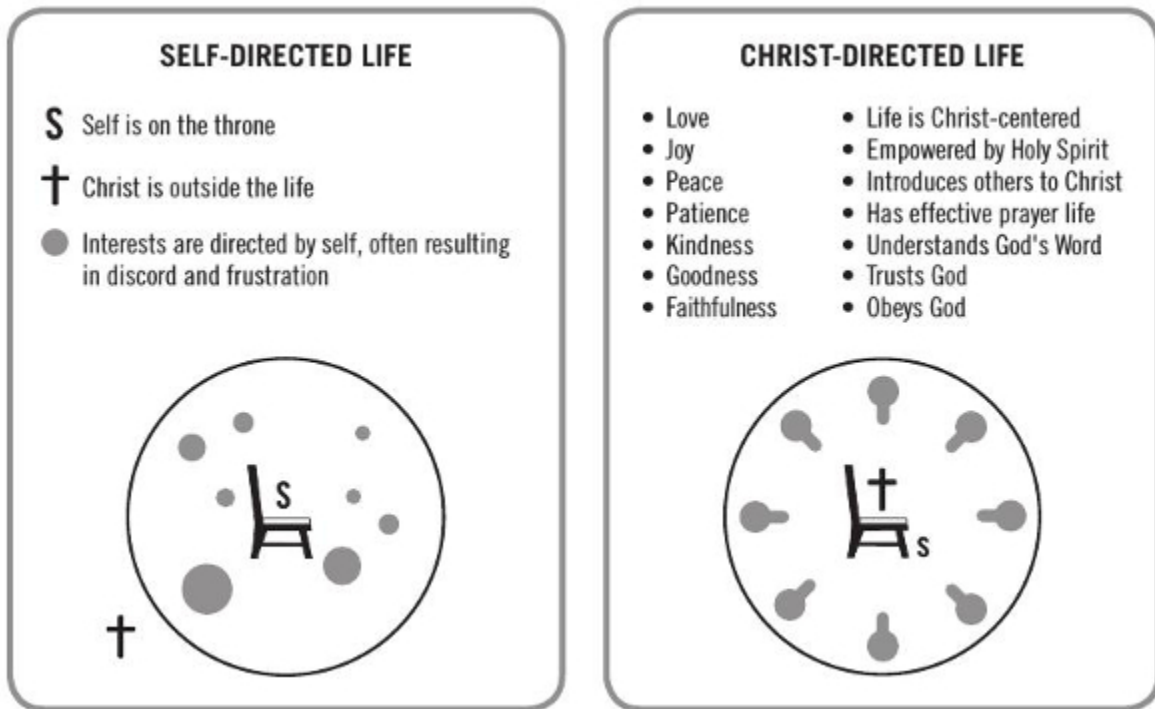 SELF-DIRECTED LIFE
S Self is on the throne
Christ is outside the life
Interests are directed by self, often resulting
in discord and frustration
S
CHRIST-DIRECTED LIFE
• Love
• Joy
• Peace
• Patience
• Kindness
• Goodness
• Faithfulness
• Life is Christ-centered
• Empowered by Holy Spirit
• Introduces others to Christ
• Has effective prayer life
• Understands God's Word
• Trusts God
• Obeys God
S